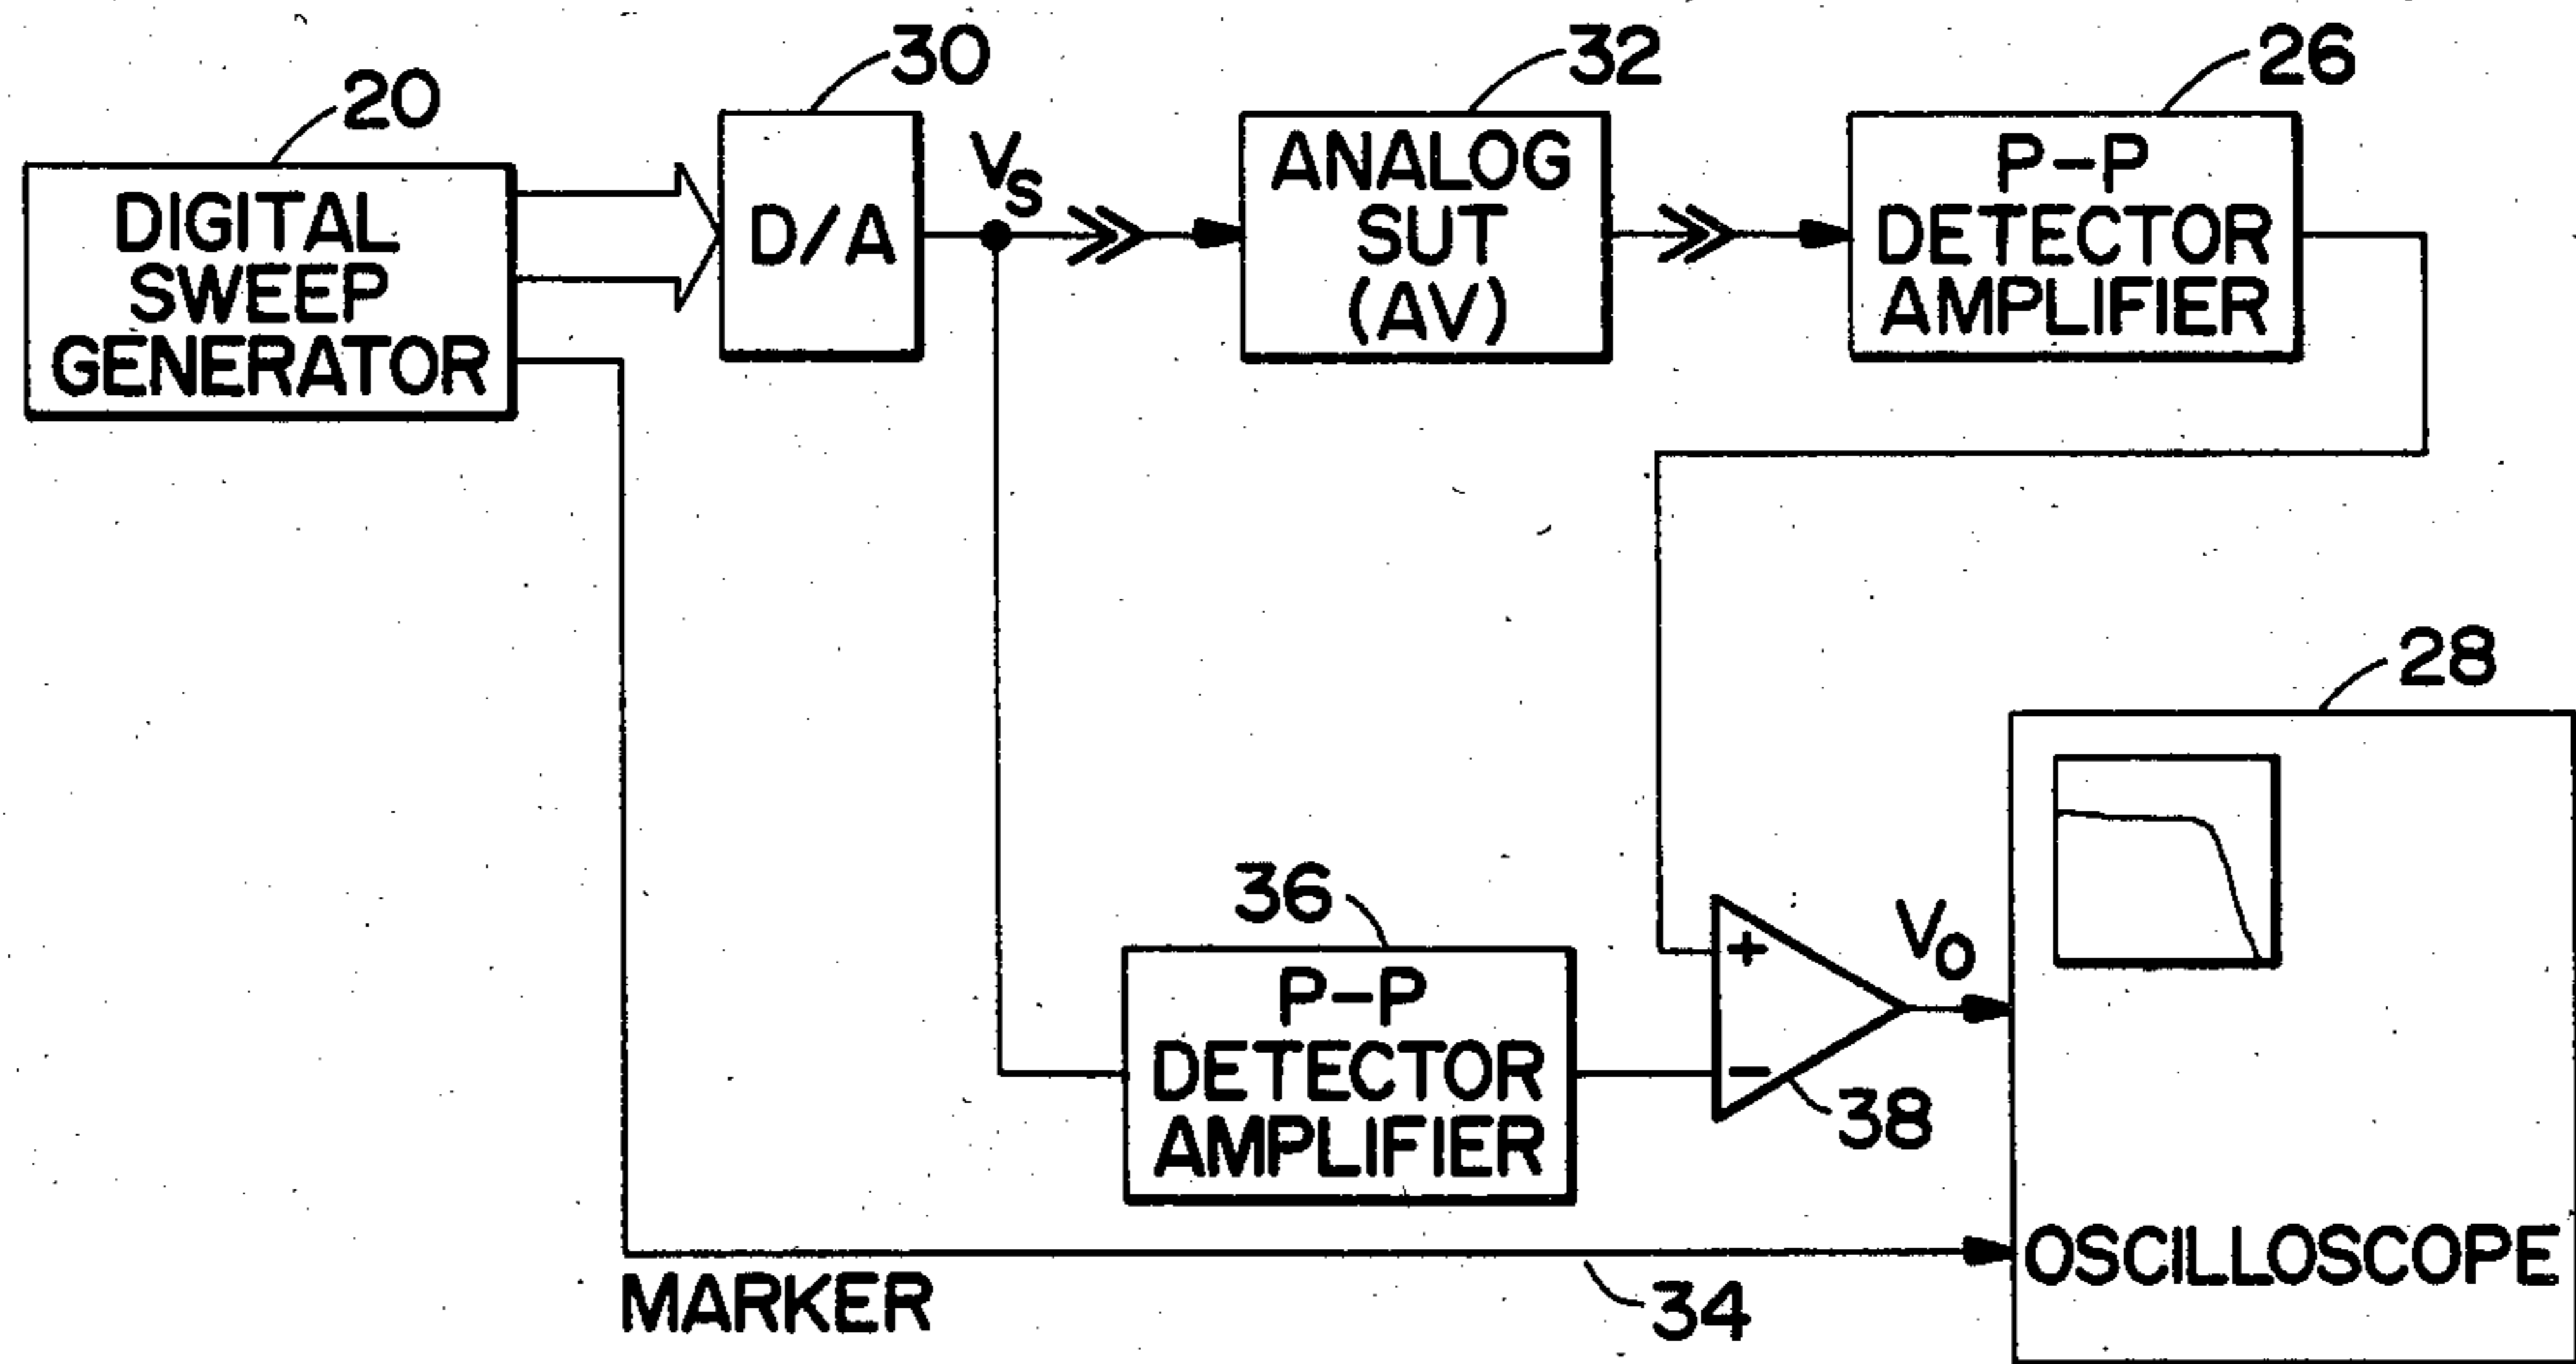 20
DIGITAL
SWEEP
GENERATOR
30
D/A
VS
32
ANALOG
SUT
(AV)
26
P-P
DETECTOR
AMPLIFIER
28
OSCILLOSCOPE
36
P-P
DETECTOR
AMPLIFIER
+
-
VO
38
MARKER
34